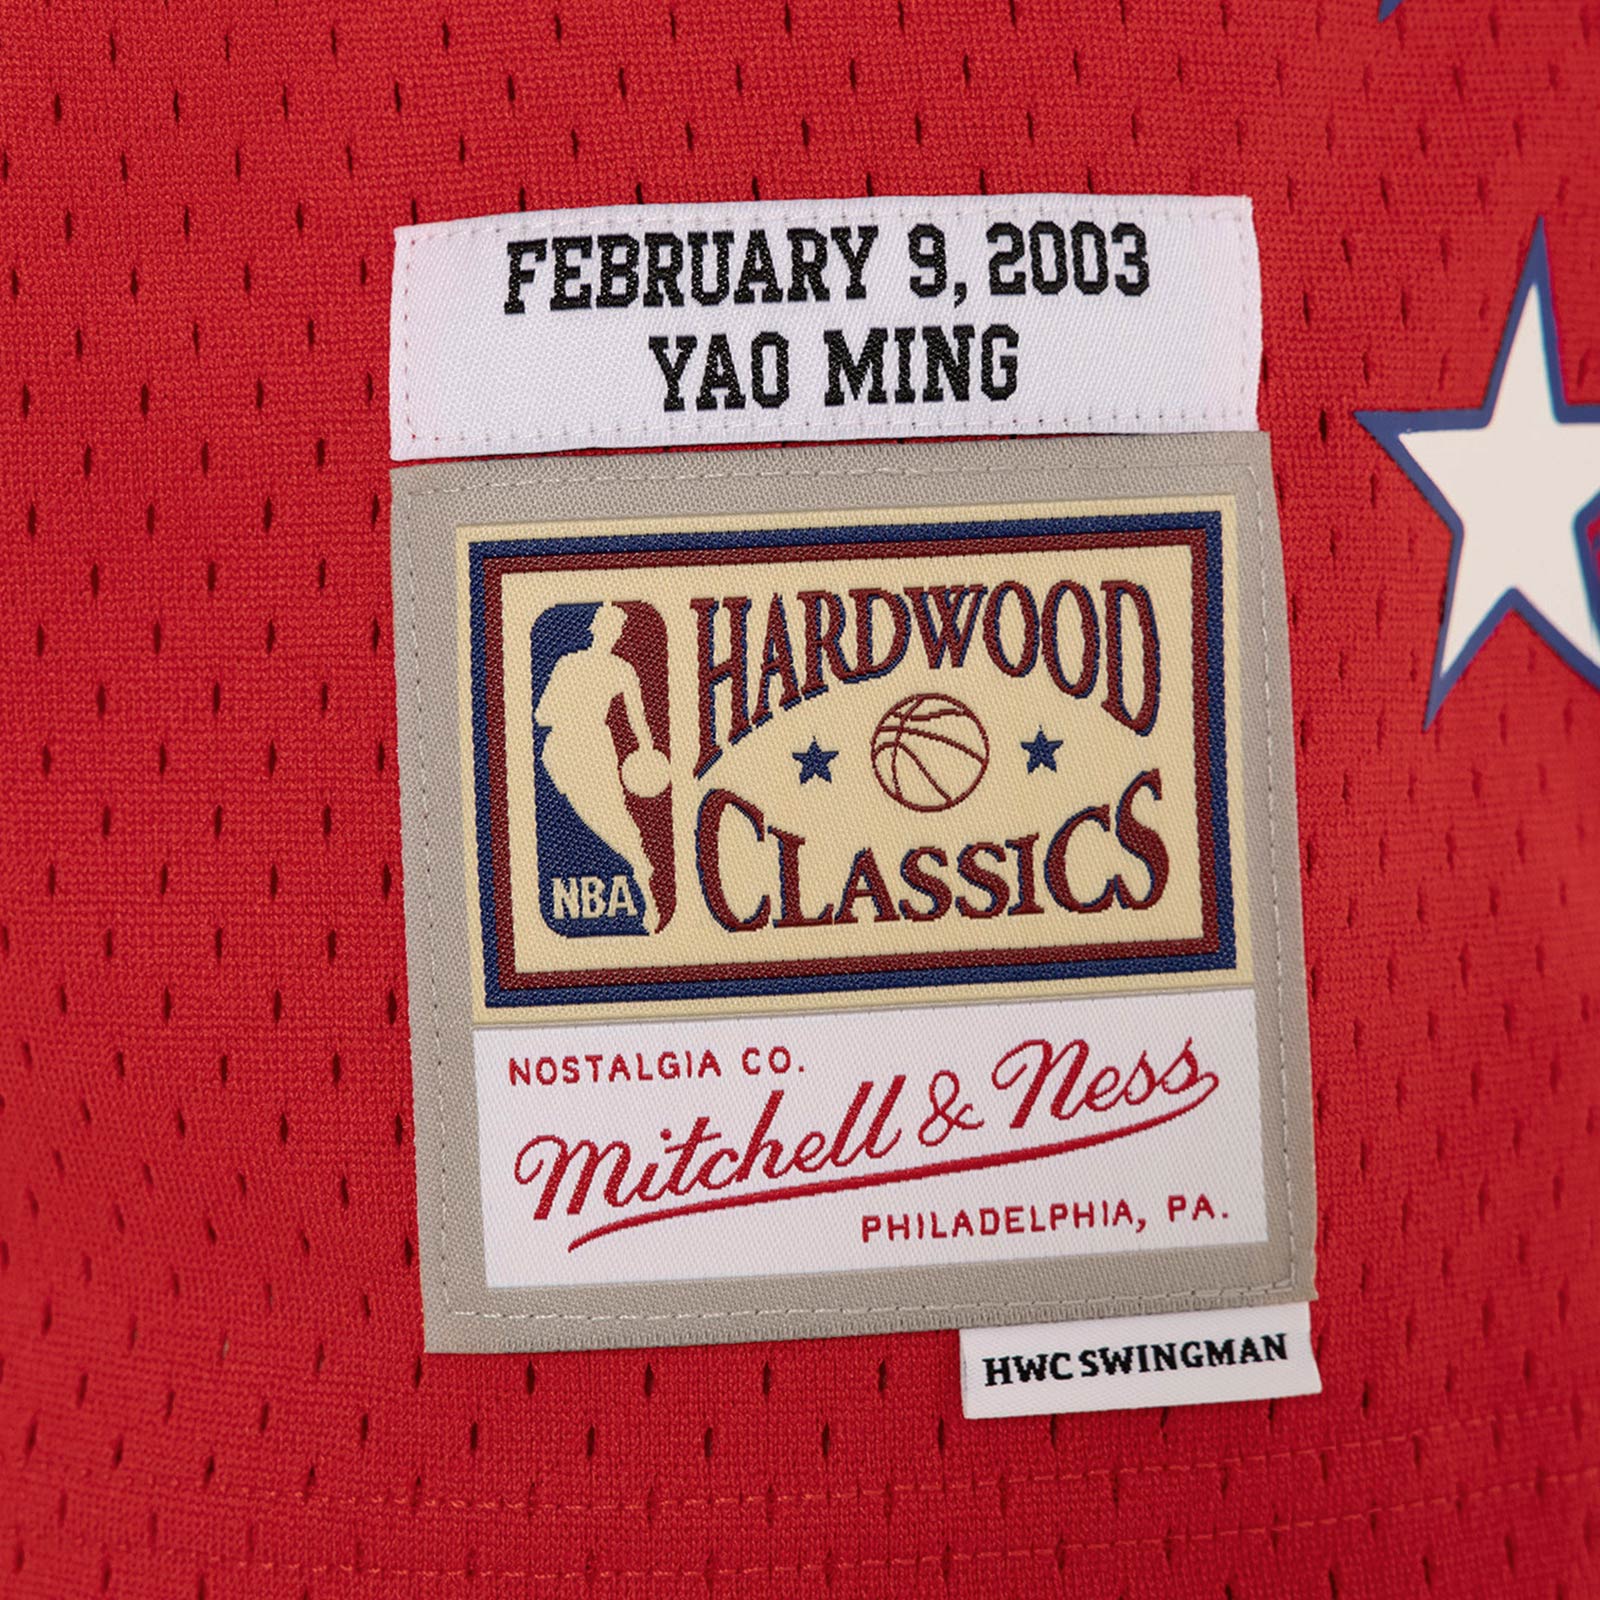 FEBRUARY 9, 2003
YAO MING
HARDWOOD
CLASSICS
NBA
NOSTALGIA CO.
Mitchell & Ness
PHILADELPHIA, PA.
HWC SWINGMAN